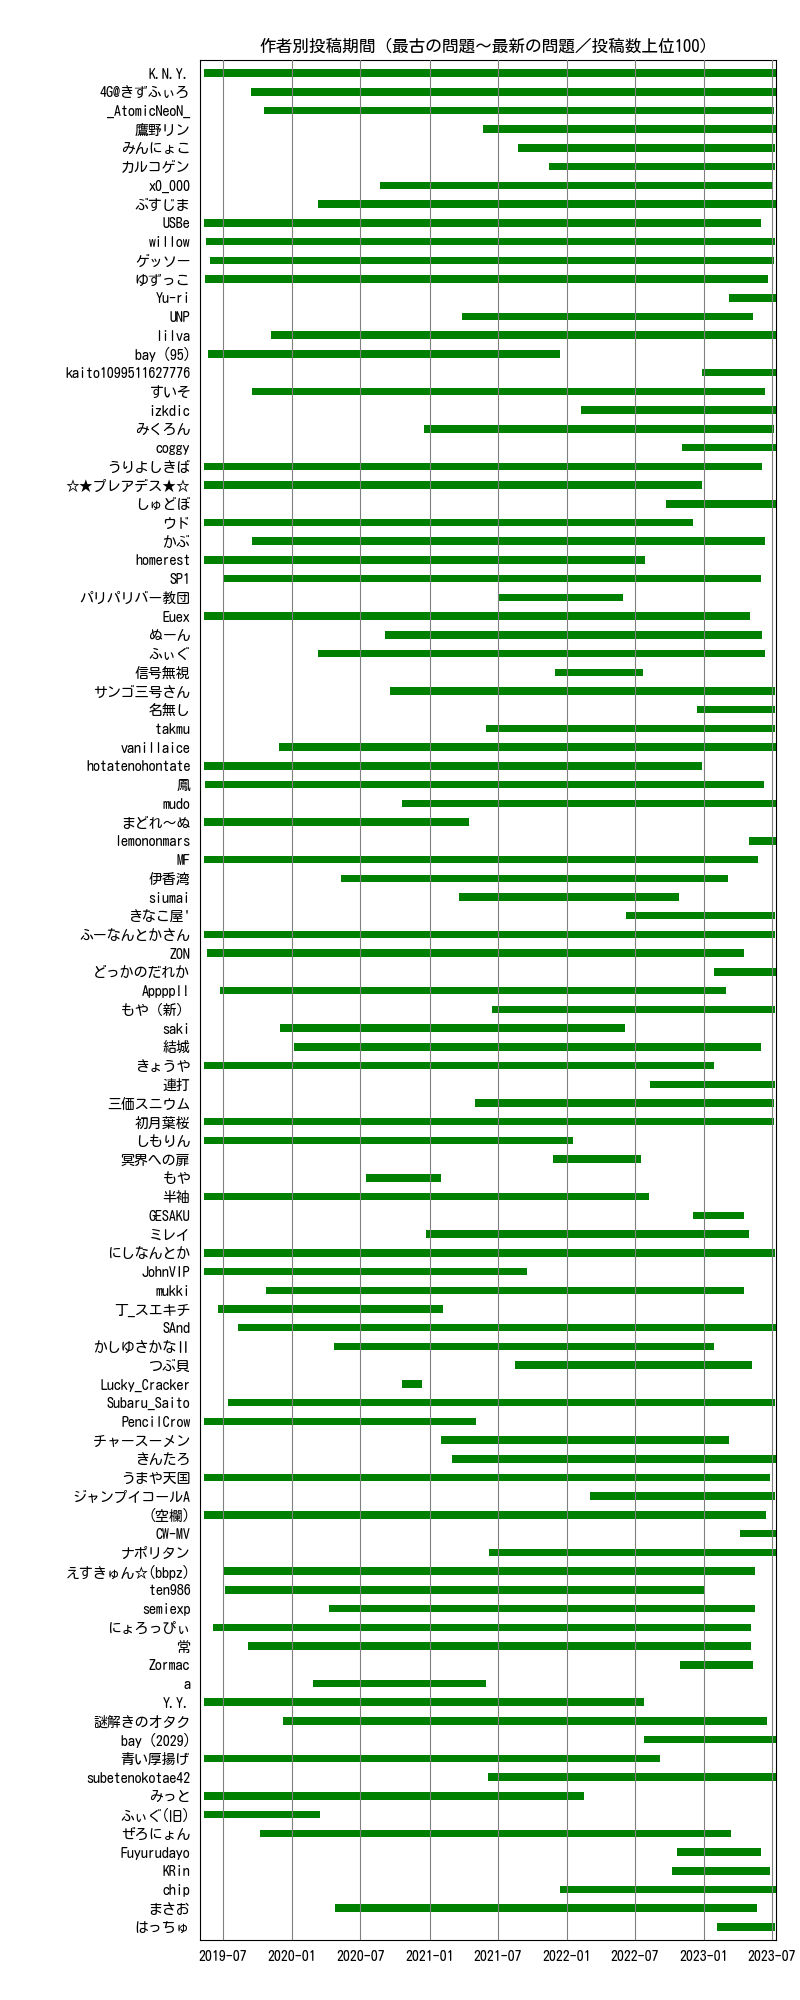 作者別投稿期間（最古の問題～最新の問題／投稿数上位100）
K.N.Y.
4G@きずふぃろ
_AtomicNeoN_
鷹野リン
みんにょこ
カルコゲン
x0_000
ぶすじま
USBe
willow
ゲッソー
ゆずっこ
Yu-ri
UNP
lilva
bay (95)
kaito1099511627776
すいそ
izkdic
みくろん
coggy
うりよしきば
☆★プレアデス★☆
しゅどぼ
ウド
かぶ
homerest
SP1
パリパリバー教団
Euex
ぬーん
ふぃぐ
信号無視
サンゴ三号さん
名無し
takmu
vanillaice
hotatenohontate
鳳
mudo
まどれ～ぬ
lemononmars
MF
伊香湾
siumai
きなこ屋'
ふーなんとかさん
ZON
どっかのだれか
Appppll
もや（新）
saki
結城
きょうや
連打
三価スニウム
初月葉桜
しもりん
冥界への扉
もや
半袖
GESAKU
ミレイ
にしなんとか
JohnVIP
mukki
丁_スエキチ
SAnd
かしゆさかなⅡ
つぶ貝
Lucky_Cracker
Subaru_Saito
PencilCrow
チャースーメン
きんたろ
うまや天国
ジャンプイコールA
(空欄)
CW-MV
ナポリタン
えすきゅん☆(bbpz)
ten986
semiexp
にょろっぴぃ
常
Zormac
a
Y.Y.
謎解きのオタク
bay (2029)
青い厚揚げ
subetenokotae42
みっと
ふぃぐ(旧)
ぜろにょん
Fuyurudayo
KRin
chip
まさお
はっちゅ
2019-07 2020-01 2020-07 2021-01 2021-07 2022-01 2022-07 2023-01 2023-07